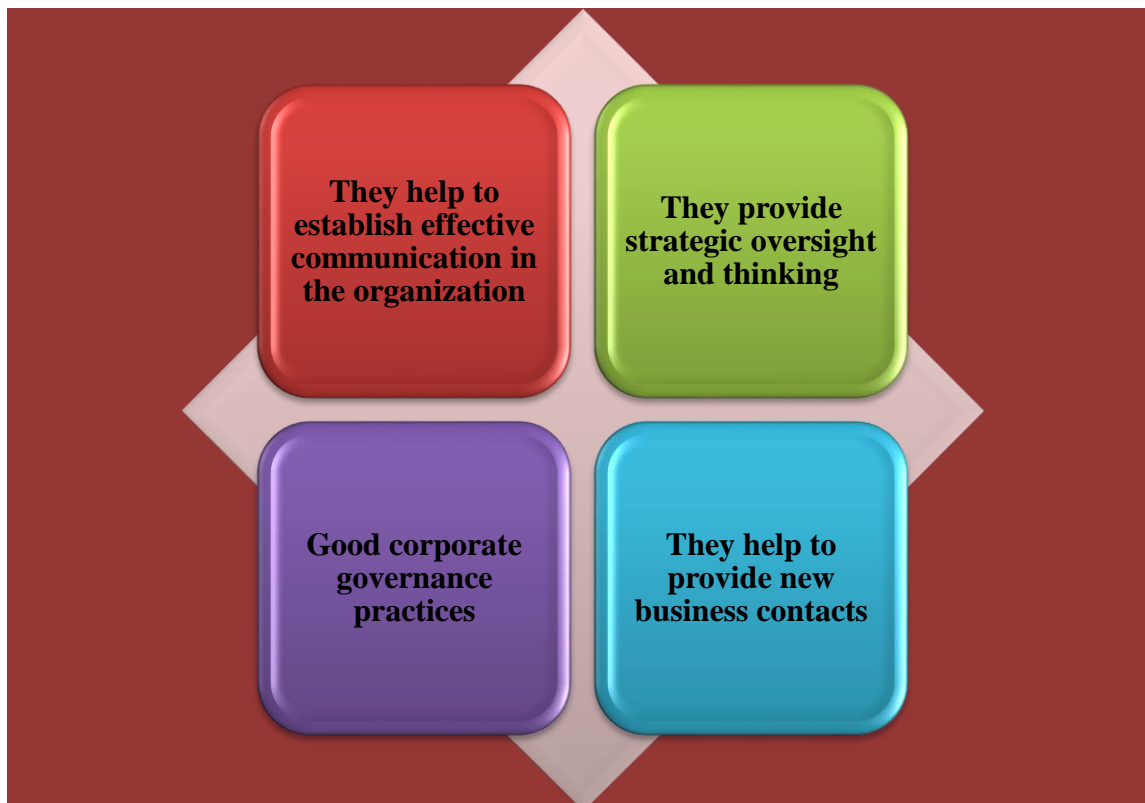 They help to
establish effective
communication in
the organization
They provide
strategic oversight
and thinking
Good corporate
governance
practices
They help to
provide new
business contacts